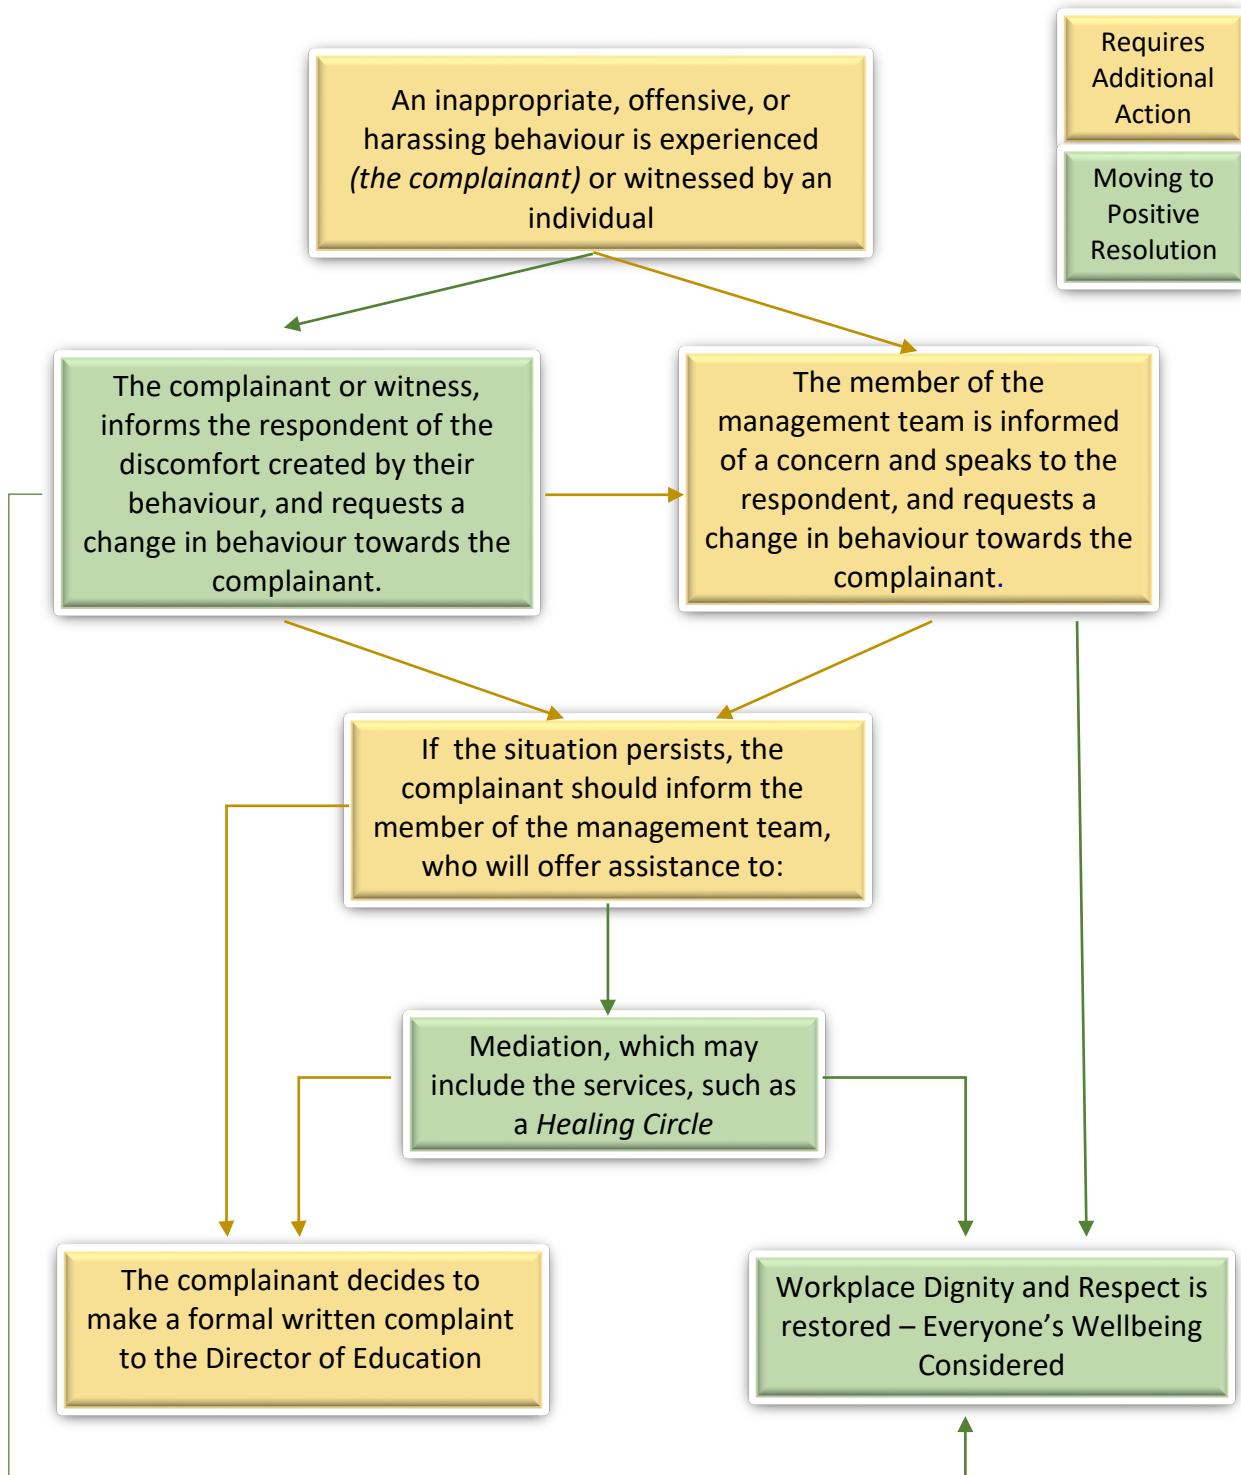 Requires
Additional
Action
Moving to
Positive
Resolution
An inappropriate, offensive, or
harassing behaviour is experienced
(the complainant) or witnessed by an
individual
The complainant or witness,
informs the respondent of the
discomfort created by their
behaviour, and requests a
change in behaviour towards the
complainant.
The member of the
management team is informed
of a concern and speaks to the
respondent, and requests a
change in behaviour towards the
complainant.
If the situation persists, the
complainant should inform the
member of the management team,
who will offer assistance to:
Mediation, which may
include the services, such as
a Healing Circle
The complainant decides to
make a formal written complaint
to the Director of Education
Workplace Dignity and Respect is
restored – Everyone’s Wellbeing
Considered